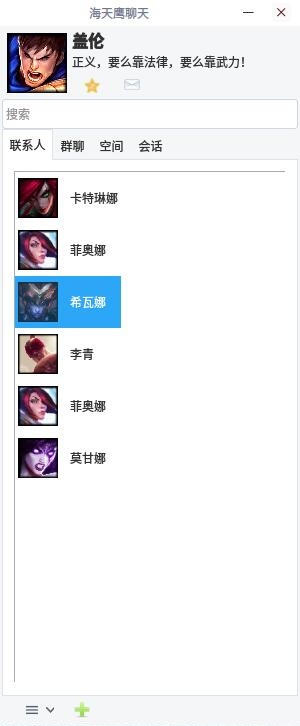 海天鹰聊天
盖伦
正义，要么靠法律，要么靠武力！
搜索
联系人 群聊 空间 会话
卡特琳娜
菲奥娜
希瓦娜
李青
菲奥娜
莫甘娜